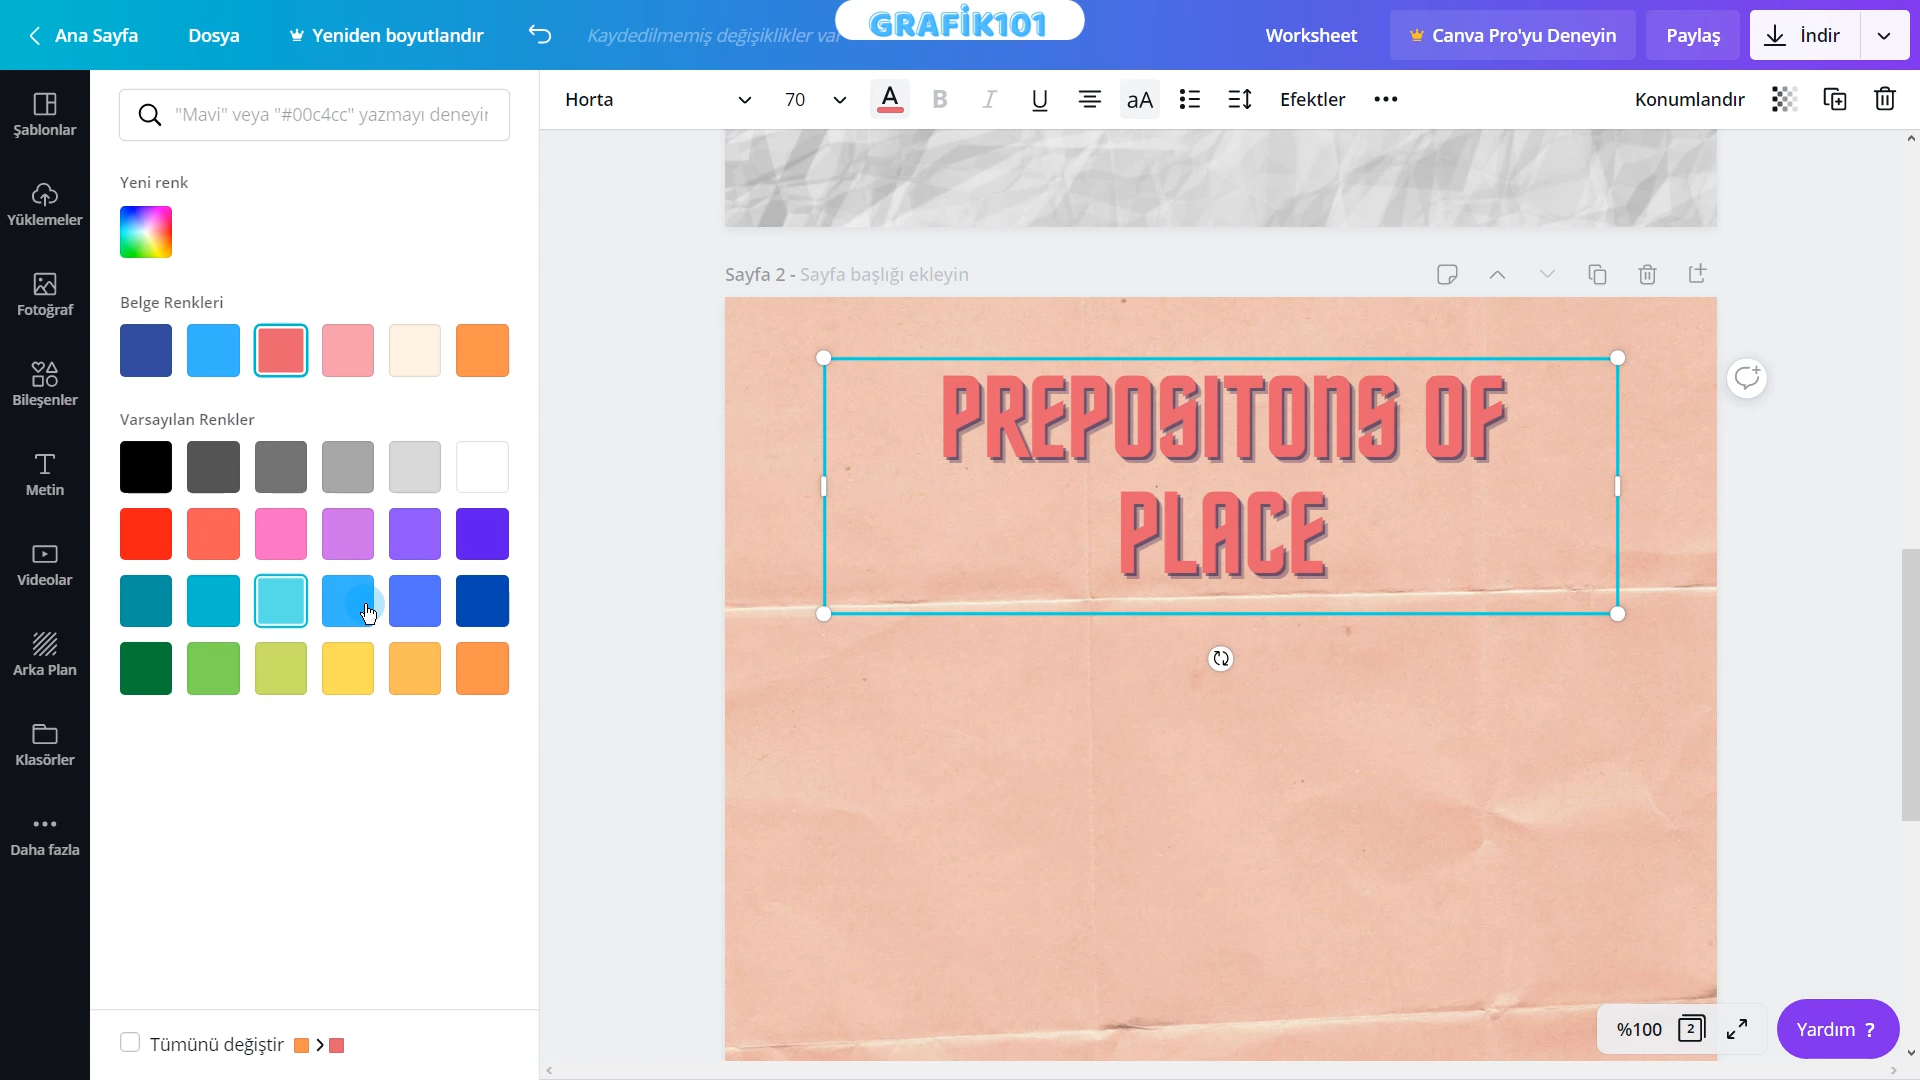 GRAFİK101
Ana Sayfa
Dosya
Yeniden boyutlandır
Kaydedilmemiş değişiklikler var
Worksheet
Canva Pro'yu Deneyin
Paylaş
İndir
Horta
70
A
B
I
U
aA
Efektler
Konumlandır
Şablonlar
Yüklemeler
Fotoğraf
Bileşenler
Metin
Videolar
Arka Plan
Klasörler
Daha fazla
"Mavi" veya "#00c4cc" yazmayı deneyin
Yeni renk
Belge Renkleri
Varsayılan Renkler
Tümünü değiştir
Sayfa 2 - Sayfa başlığı ekleyin
PREPOSITONS OF
PLACE
%100
2
Yardım ?